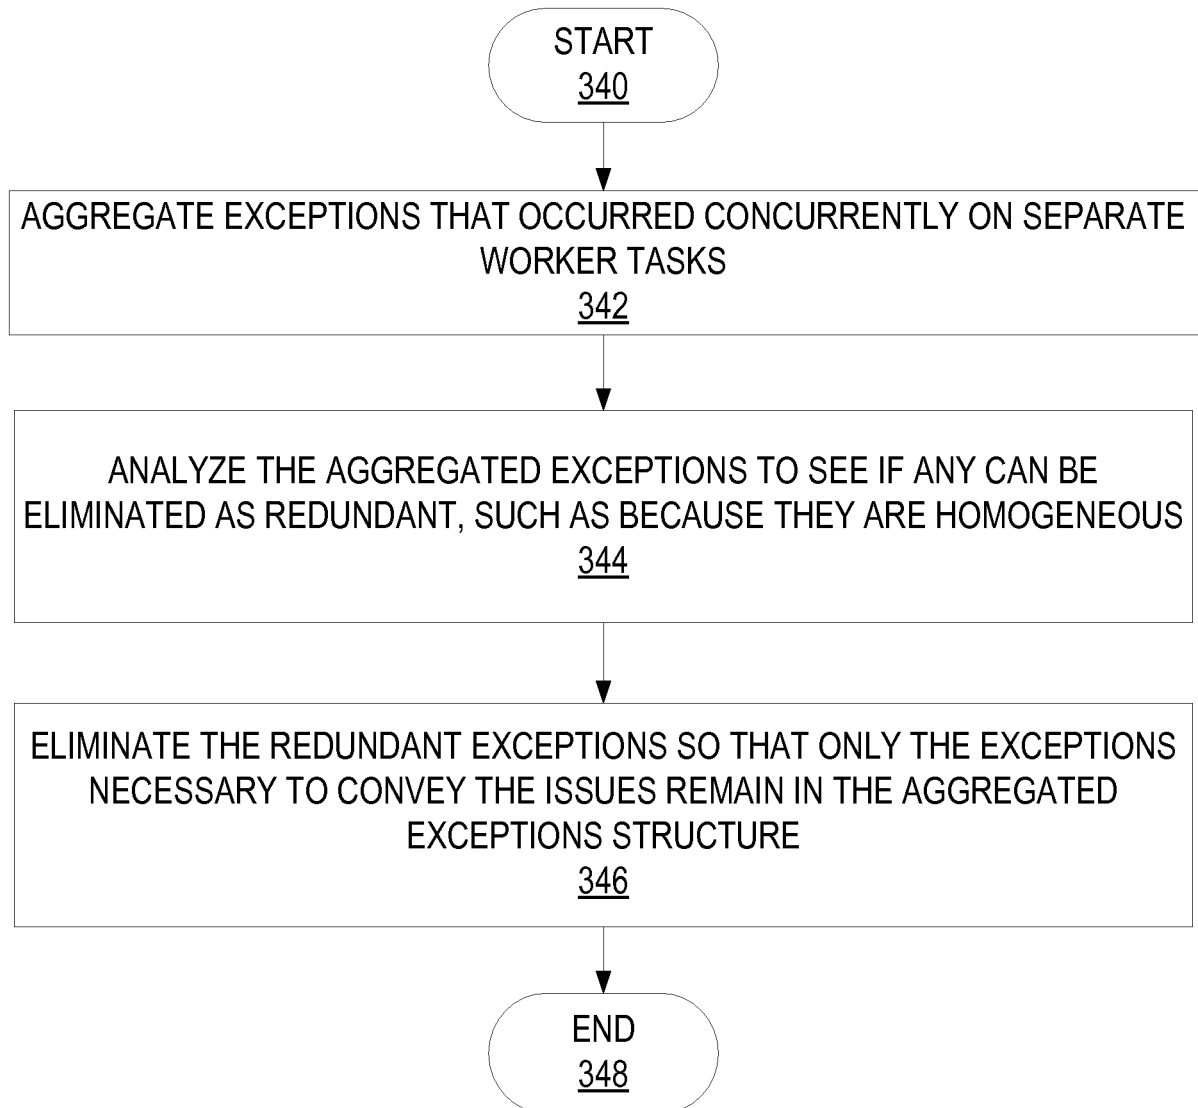 START
340
AGGREGATE EXCEPTIONS THAT OCCURRED CONCURRENTLY ON SEPARATE
WORKER TASKS
342
ANALYZE THE AGGREGATED EXCEPTIONS TO SEE IF ANY CAN BE
ELIMINATED AS REDUNDANT, SUCH AS BECAUSE THEY ARE HOMOGENEOUS
344
ELIMINATE THE REDUNDANT EXCEPTIONS SO THAT ONLY THE EXCEPTIONS
NECESSARY TO CONVEY THE ISSUES REMAIN IN THE AGGREGATED
EXCEPTIONS STRUCTURE
346
END
348